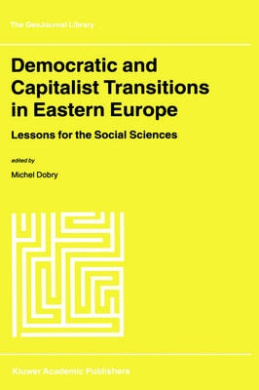 The GeoJournal Library
Democratic and
Capitalist Transitions
in Eastern Europe
Lessons for the Social Sciences
edited by
Michel Dobry
Kluwer Academic Publishers